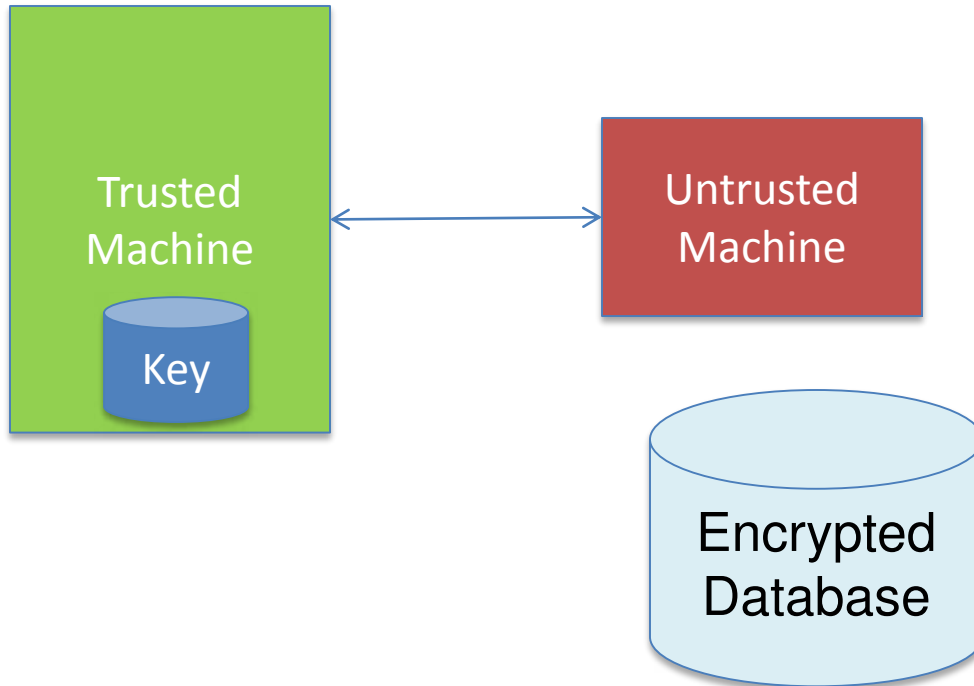 Trusted
Machine
Key
Untrusted
Machine
Encrypted
Database